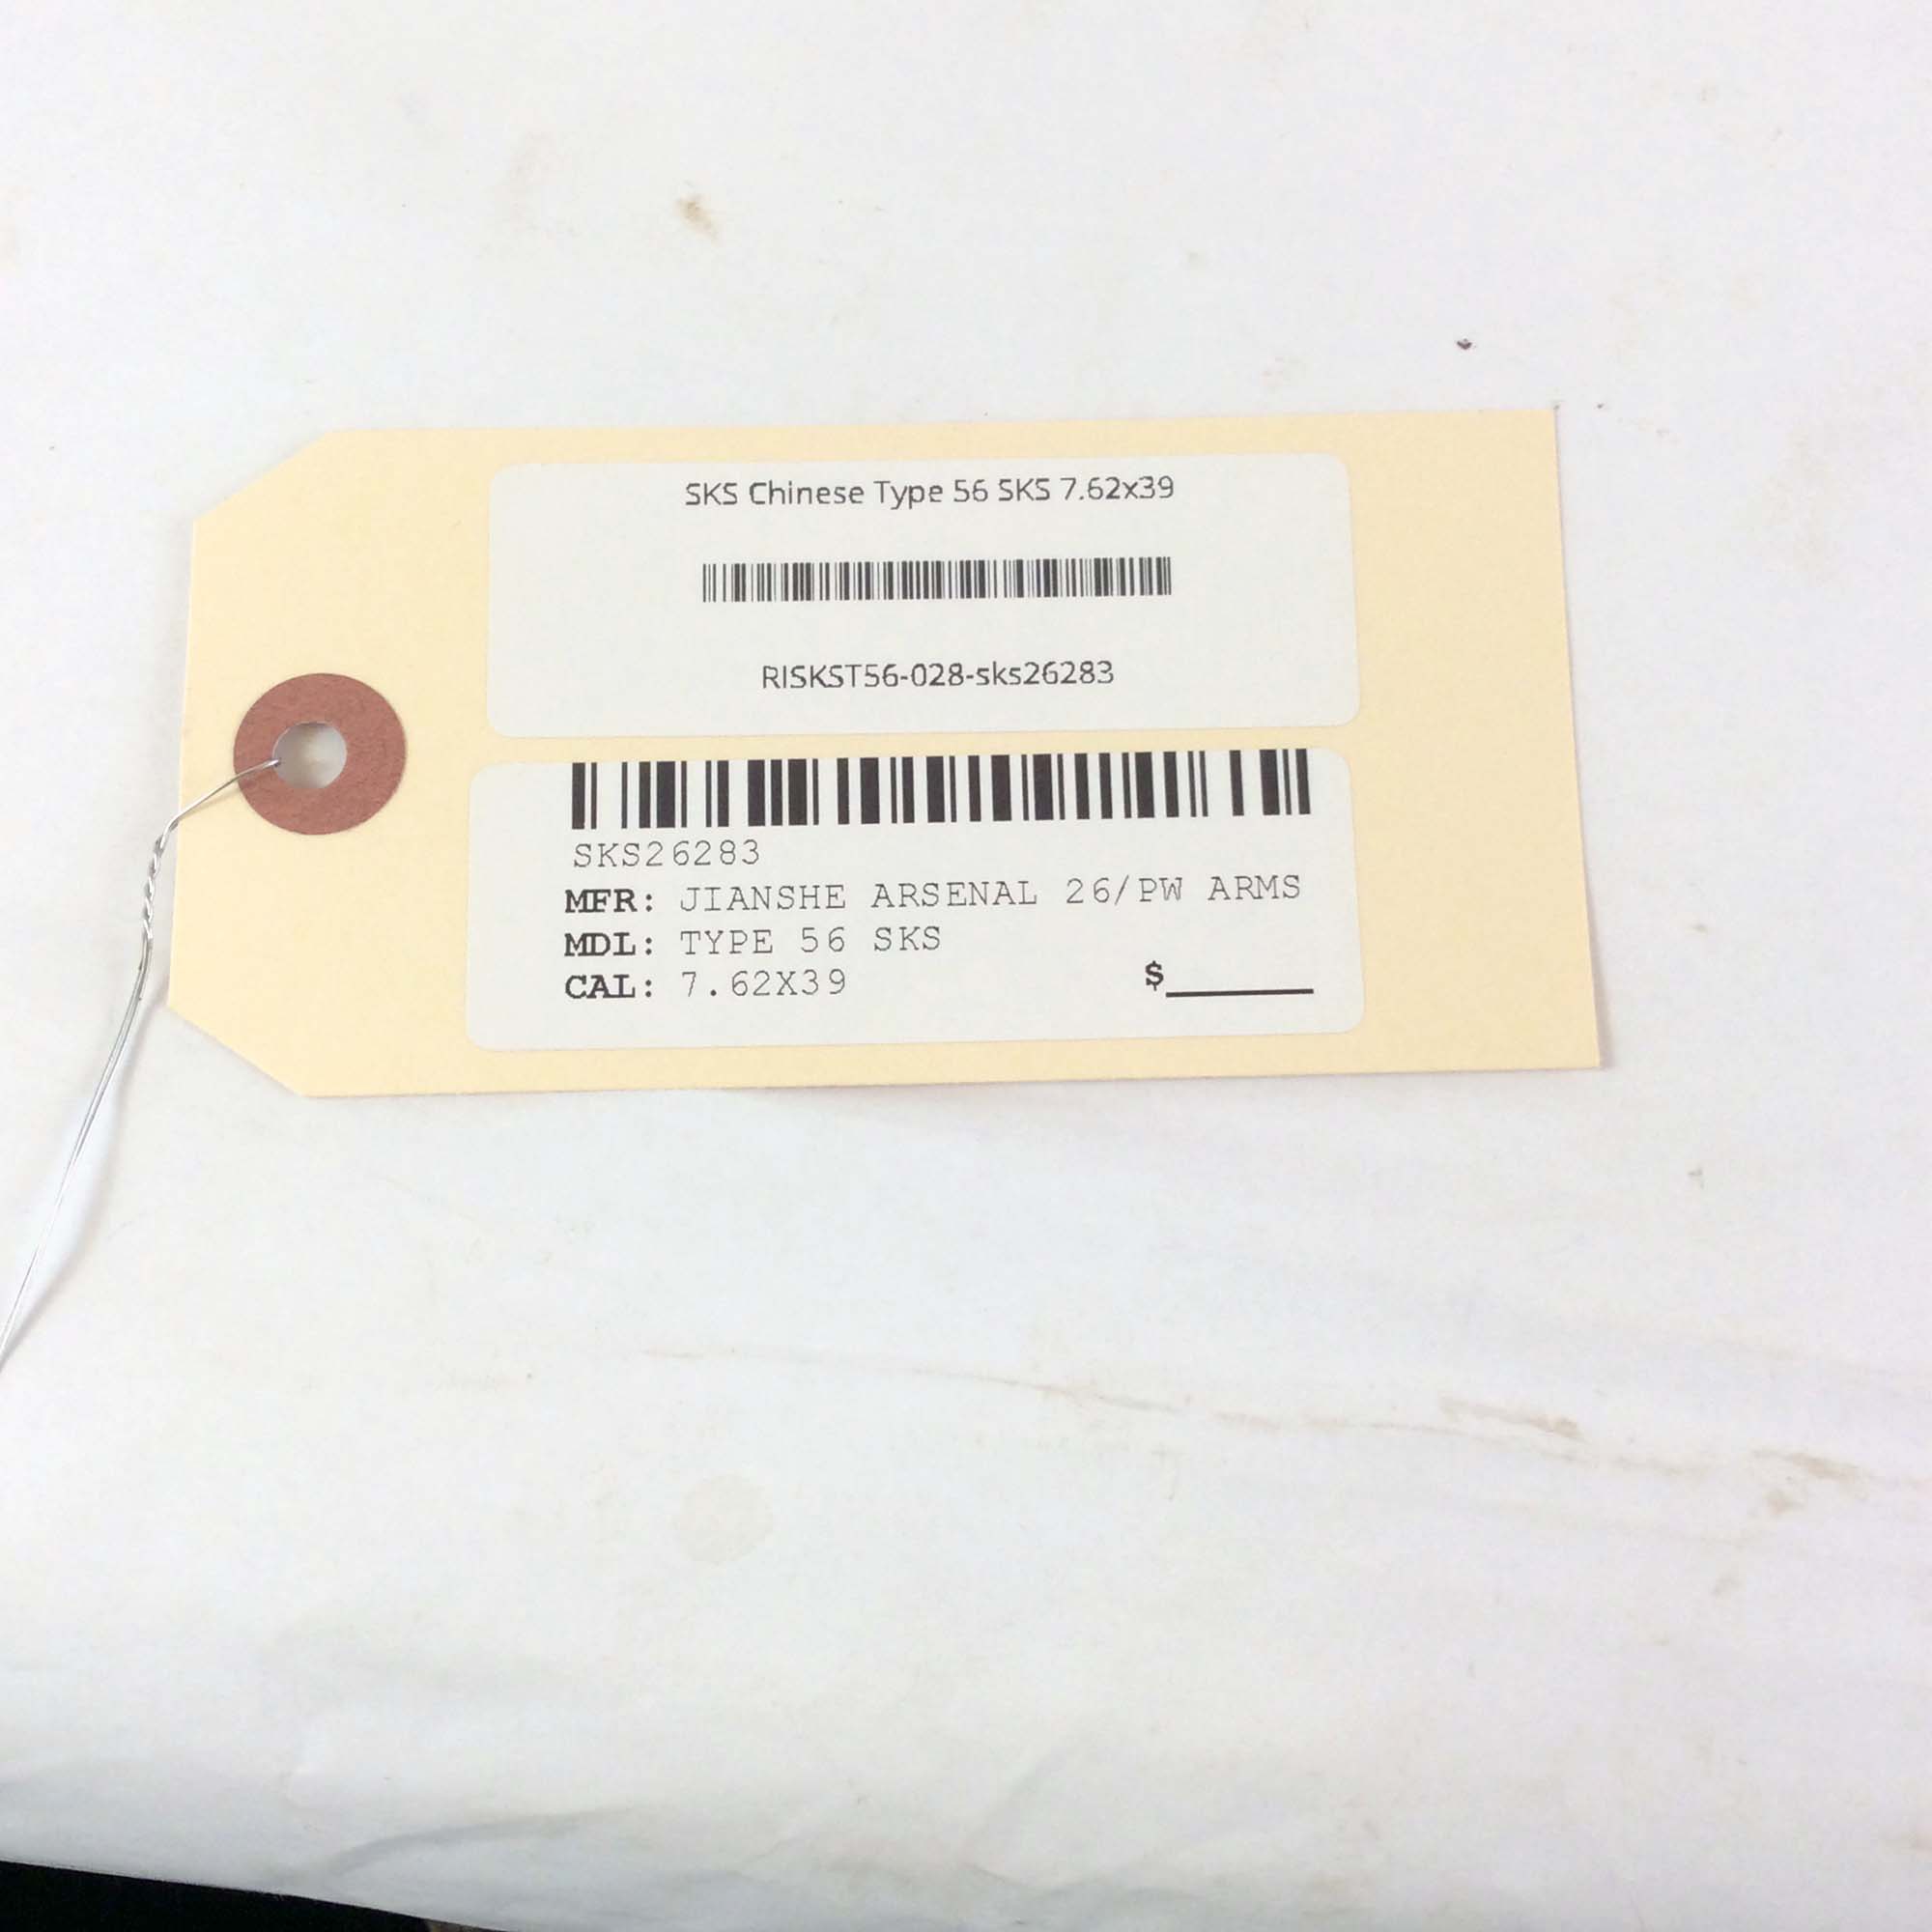 SKS Chinese Type 56 SKS 7.62x39
RISKST56-028-sks26283
SKS26283
MFR: JIANSHE ARSENAL 26/PW ARMS
MDL: TYPE 56 SKS
CAL: 7.62X39 $